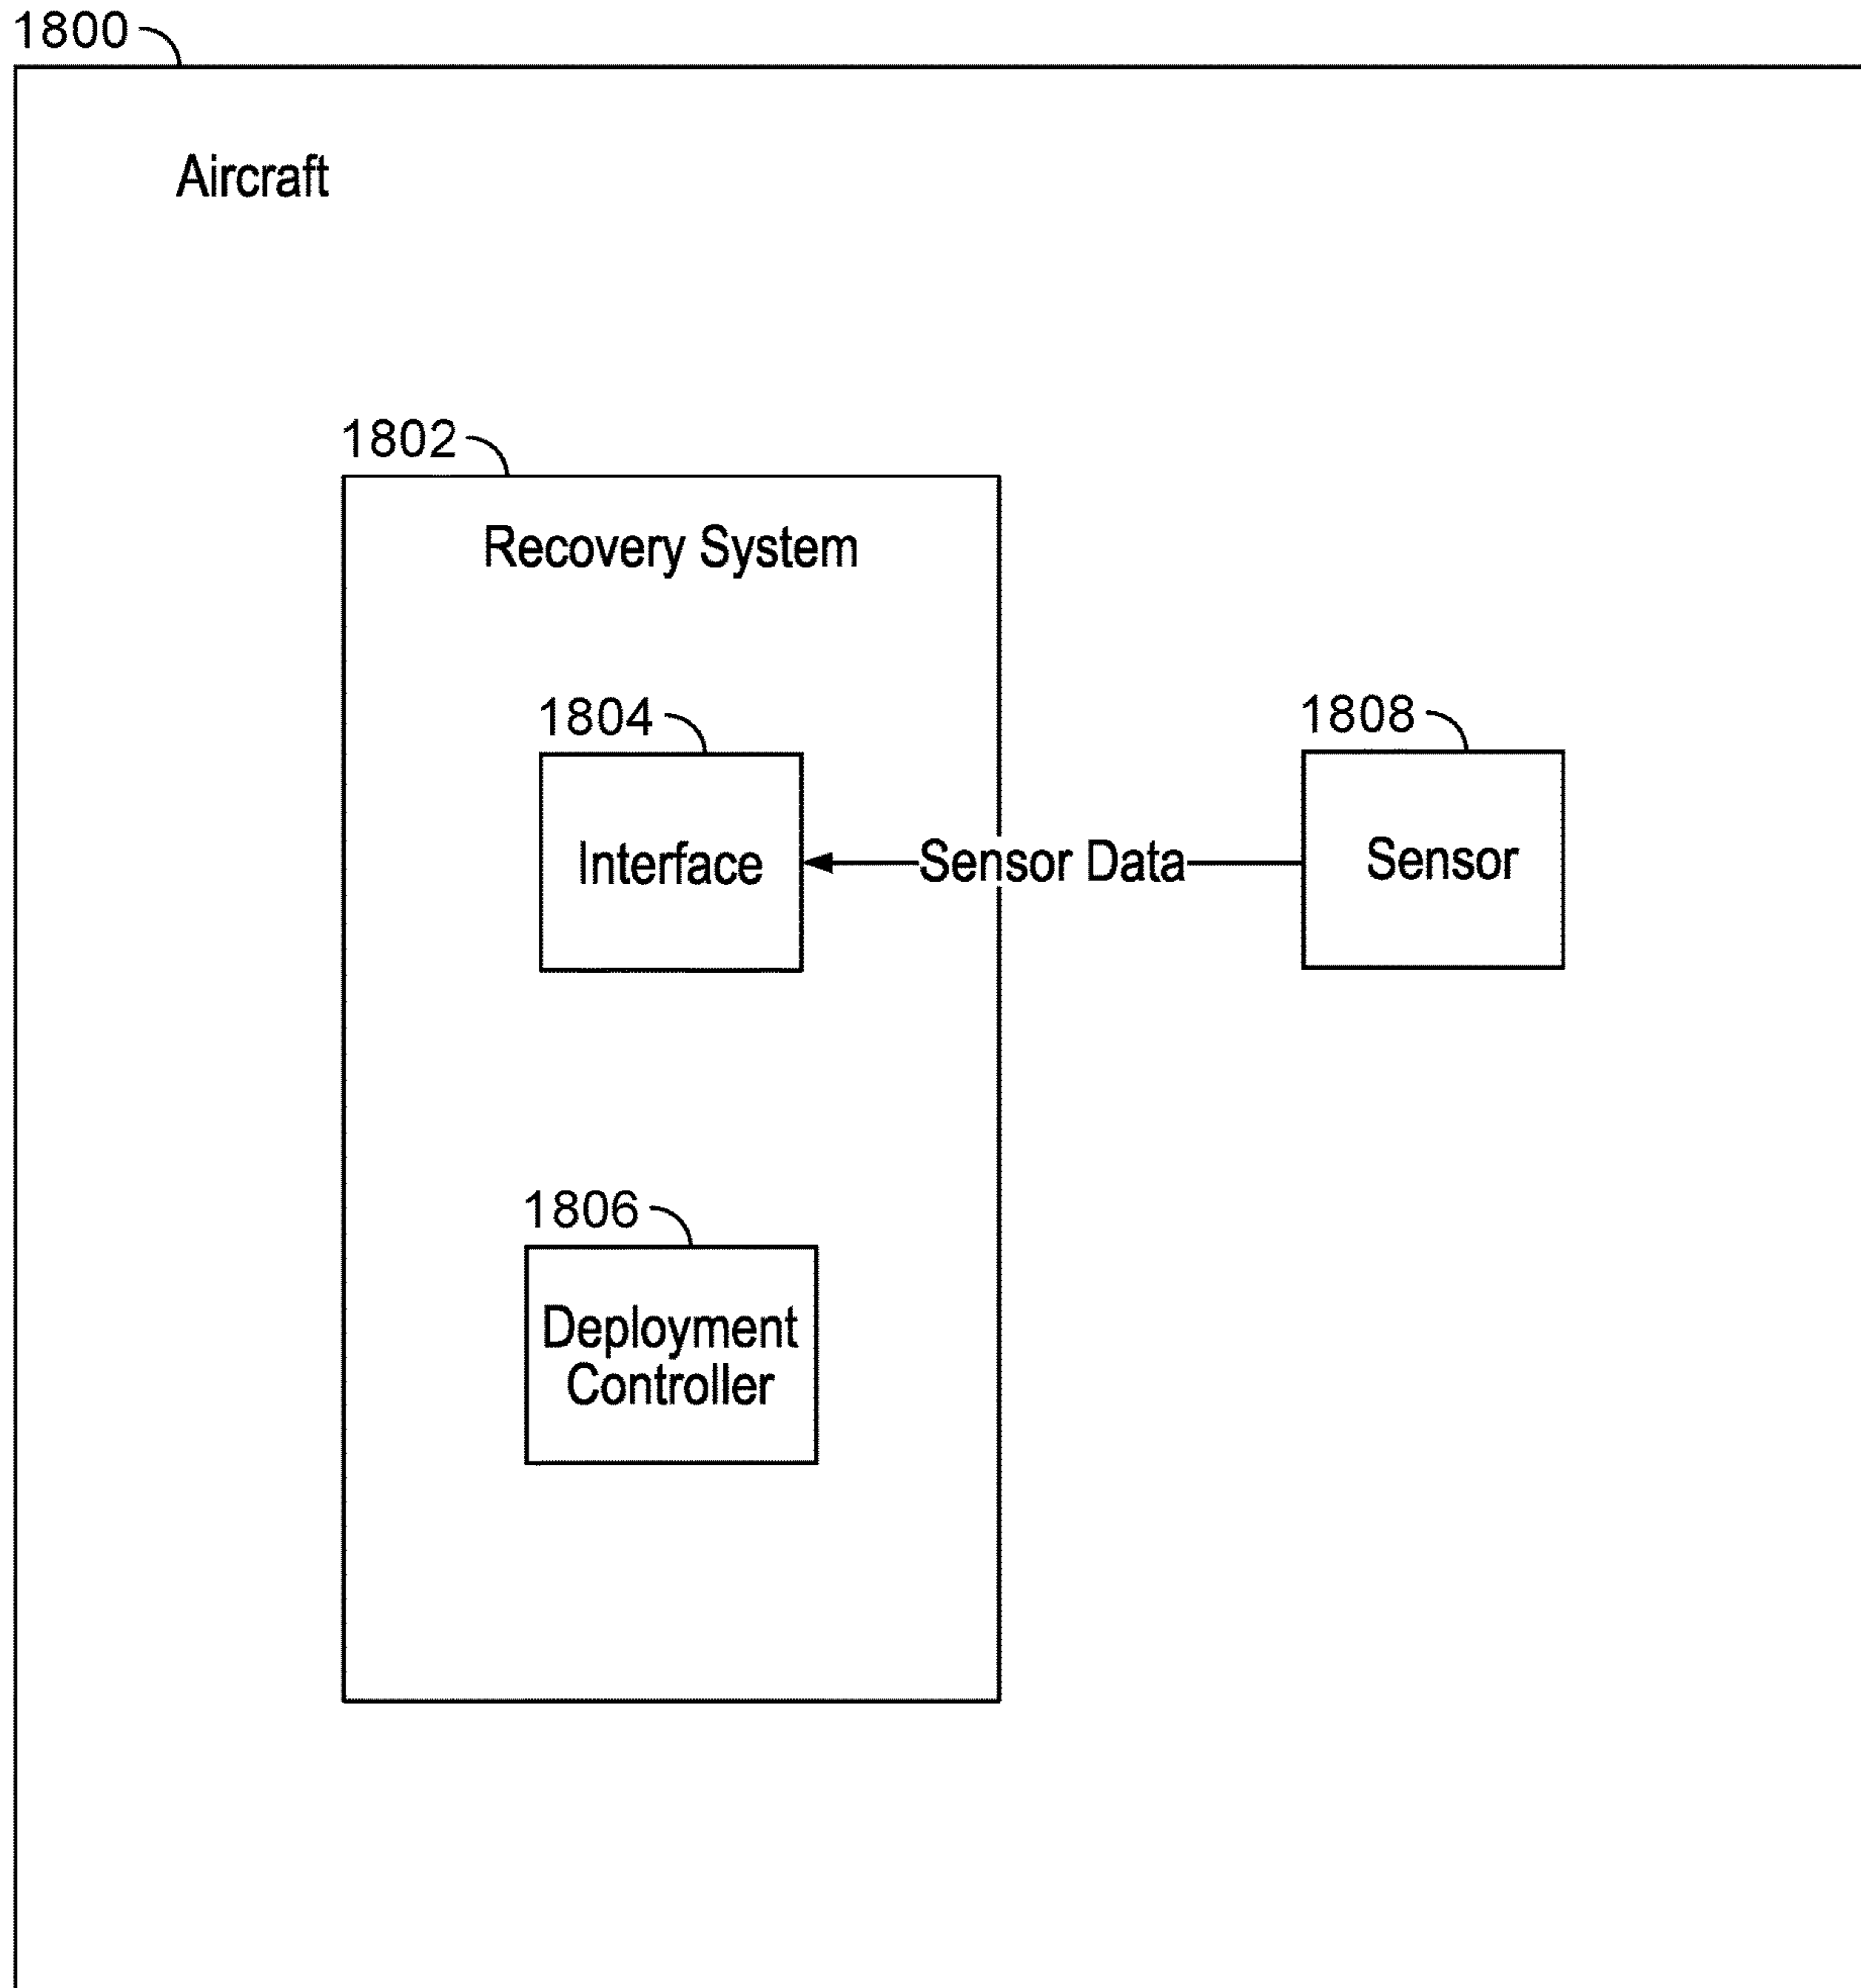 1800
Aircraft
1802
Recovery System
1804
1808
Interface
Sensor Data
Sensor
1806
Deployment
Controller